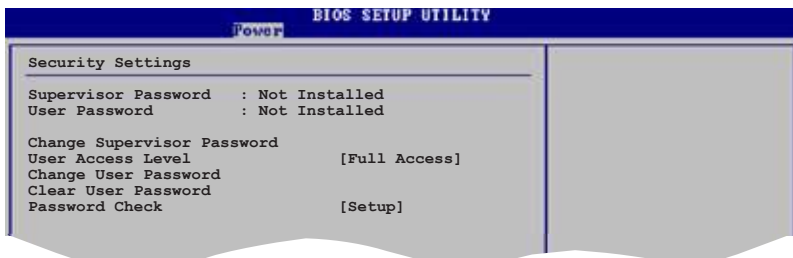 BIOS SETUP UTILITY
Power
Security Settings
Supervisor Password : Not Installed
User Password : Not Installed
Change Supervisor Password
User Access Level [Full Access]
Change User Password
Clear User Password
Password Check [Setup]